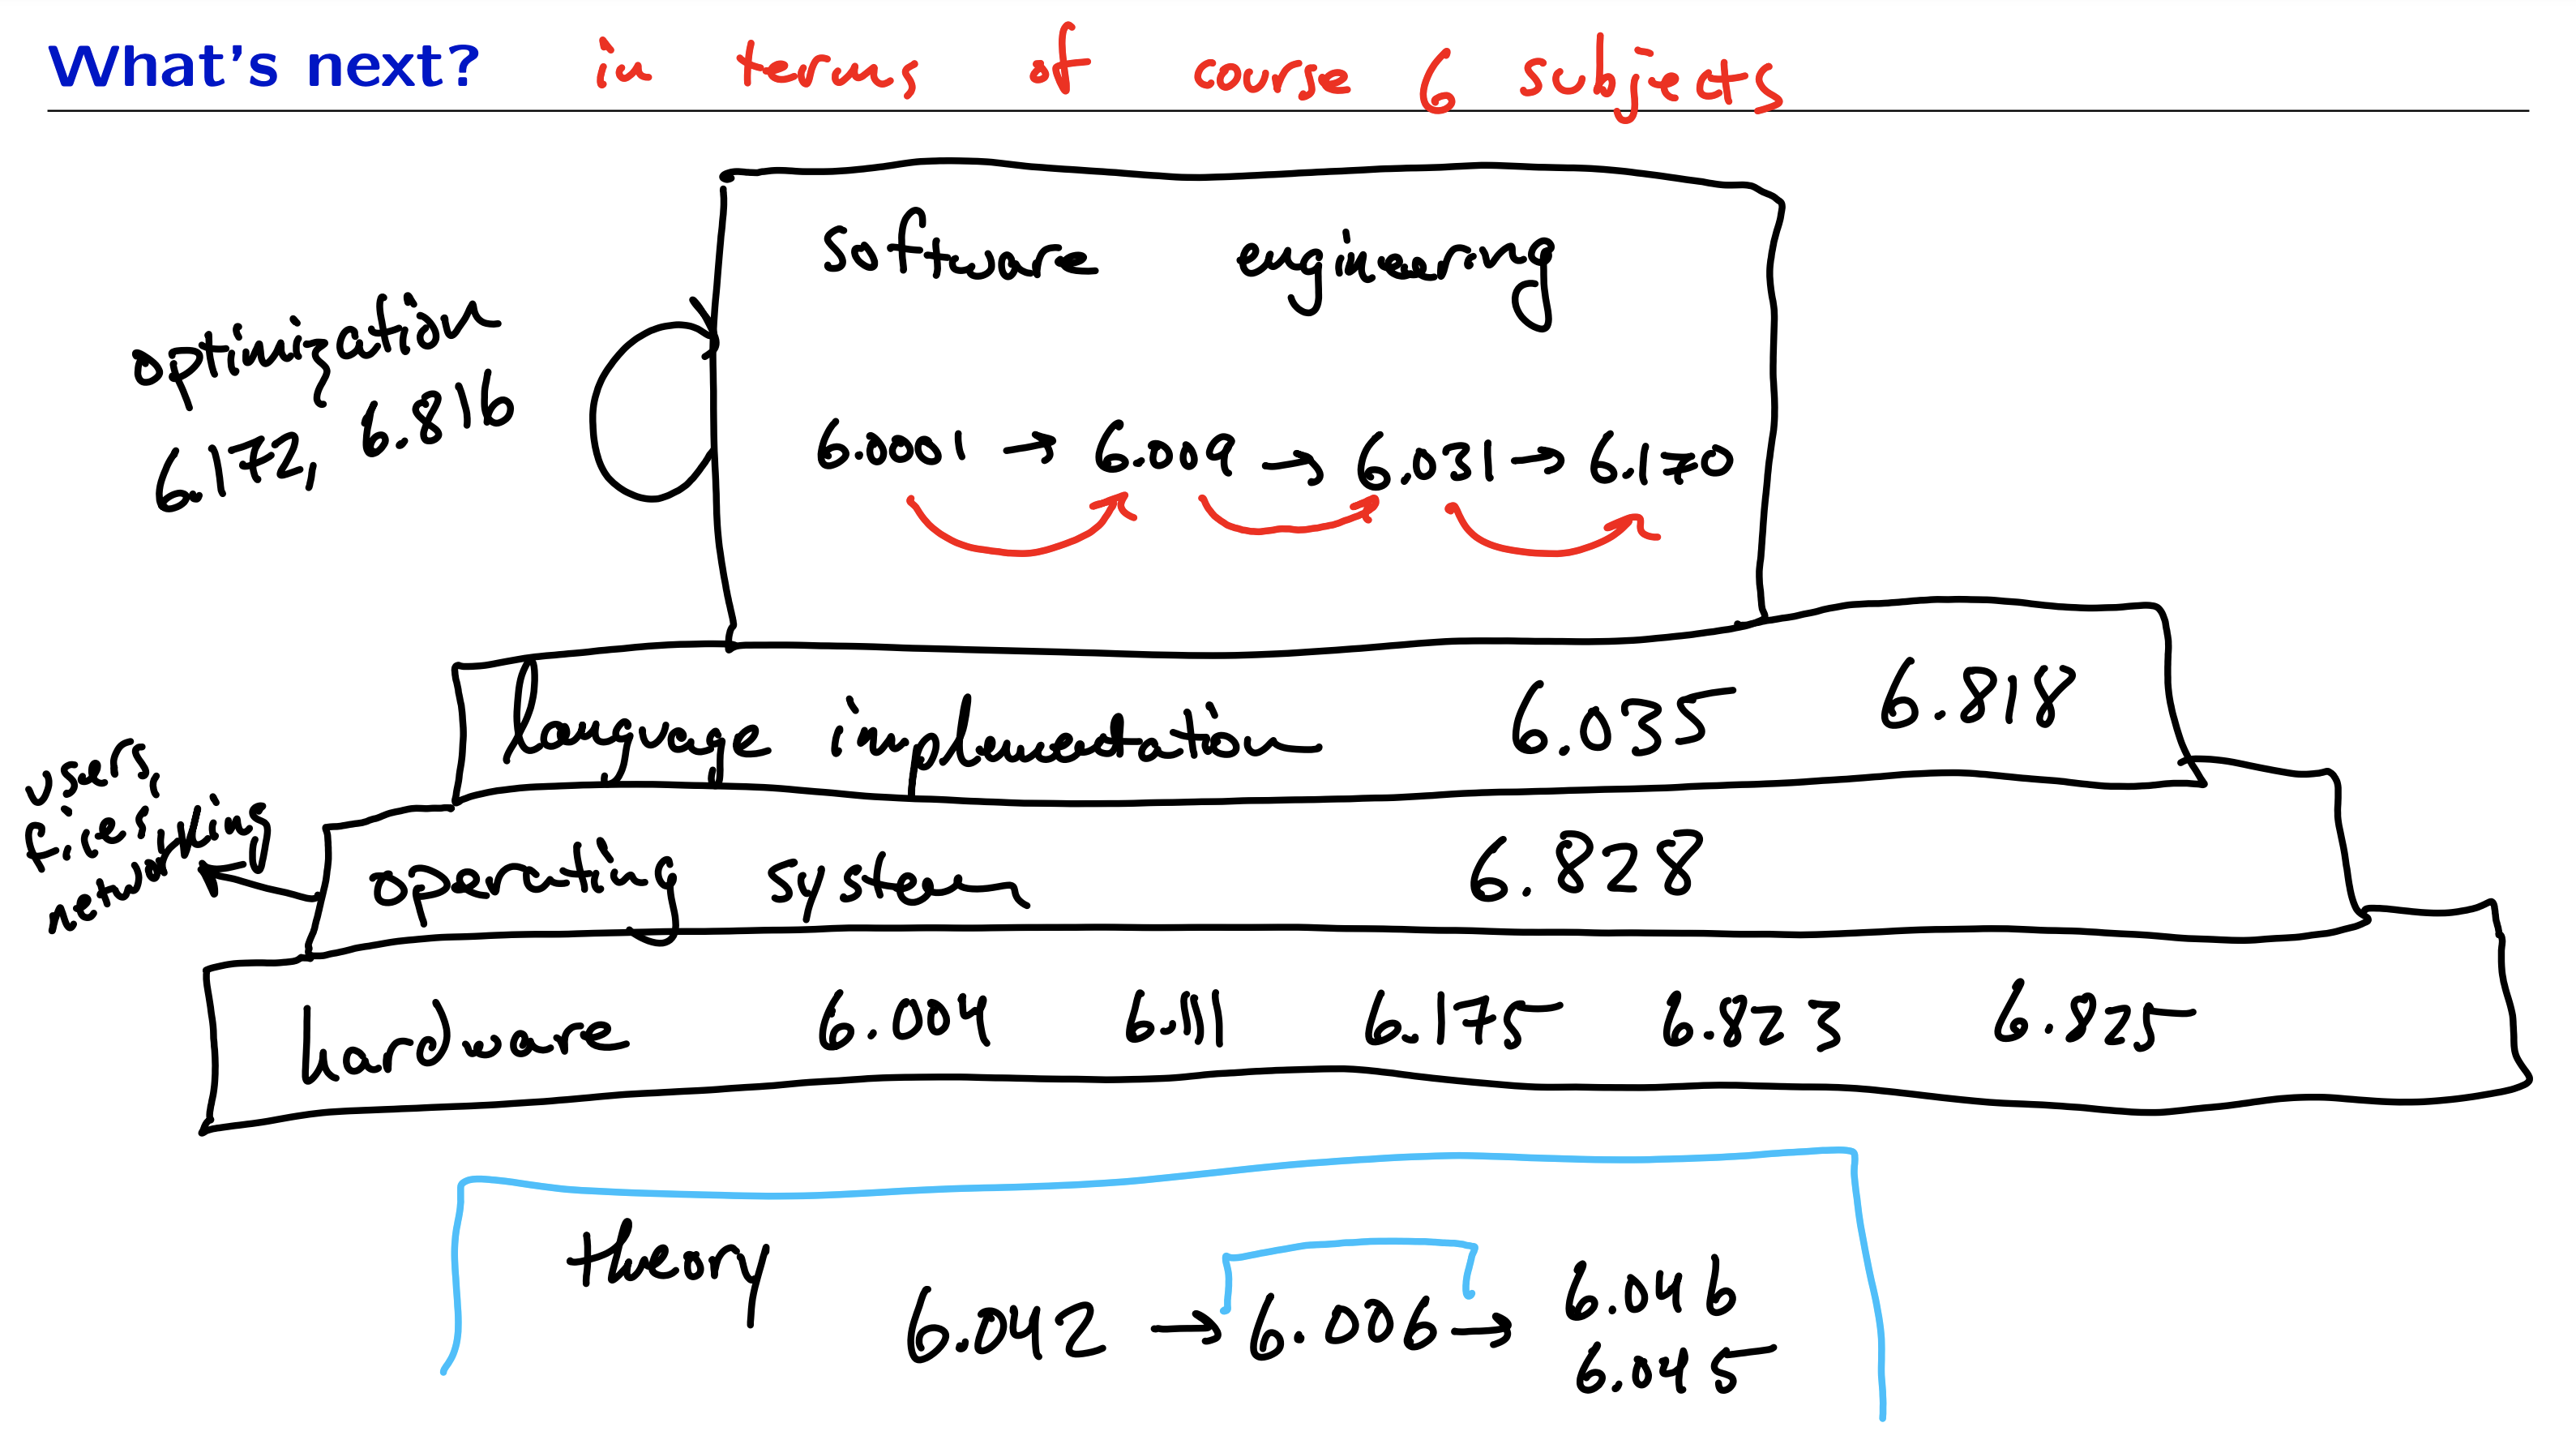 What's next? in terms of course 6 subjects
software engineering
optimization
6.172, 6.816
6.0001 → 6.009 → 6.031 → 6.170
language implementation 6.035 6.818
users,
files,
networking
operating system 6.828
hardware 6.004 6.111 6.175 6.823 6.825
theory
6.042 → 6.006 → 6.046
6.045